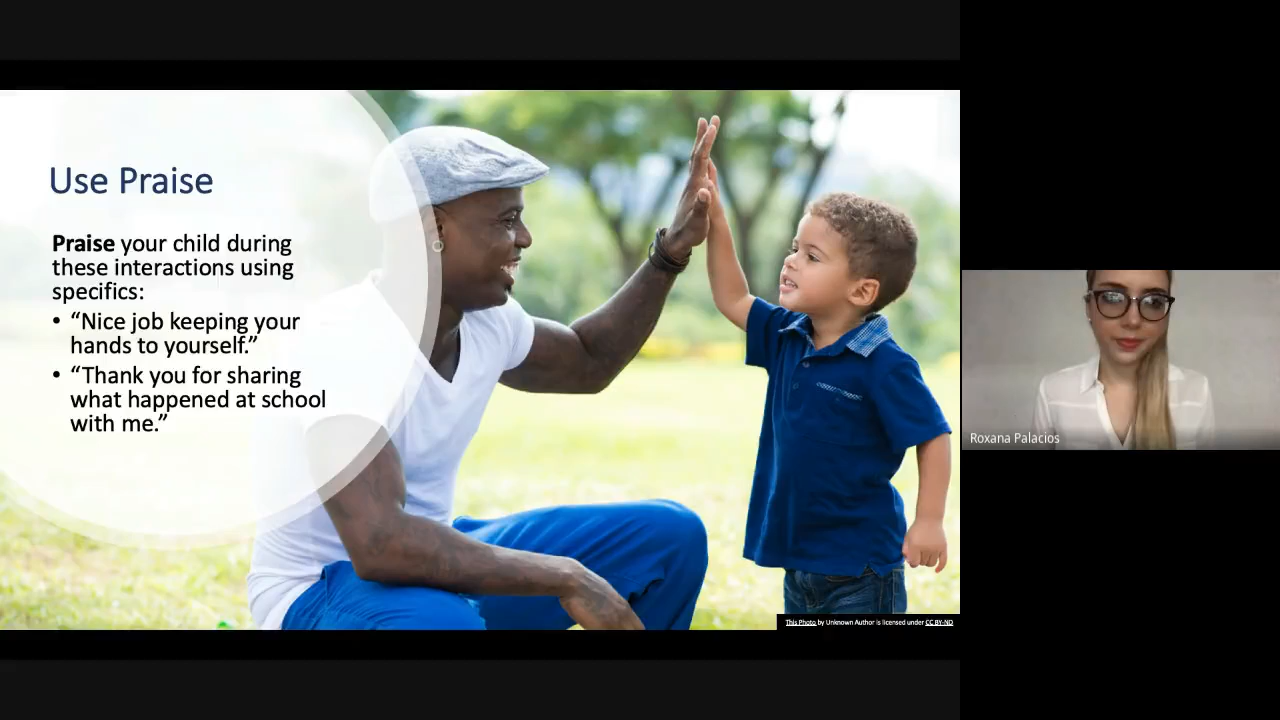 Use Praise
Praise your child during
these interactions using
specifics:
• “Nice job keeping your
hands to yourself.”
• “Thank you for sharing
what happened at school
with me.”
This Photo by Unknown Author is licensed under CC BY-ND
Roxana Palacios